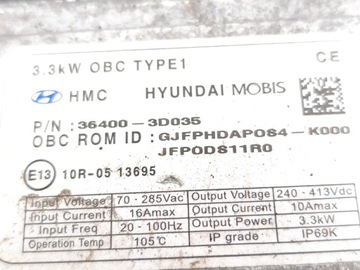 3.3kW OBC TYPE1 CE
HMC HYUNDAI MOBIS
P/N : 36400-3D035
OBC ROM ID : GJFPHDAPOS4-K000
JFPODS11R0
E13 10R-05 13695
Input Voltage 70 - 285Vac Output Voltage 240 - 413Vdc
Input Current 16Amax Output Current 10Amax
Input Freq 20 - 100Hz Output Power 3.3kW
Operation Temp 105℃ IP grade IP69K